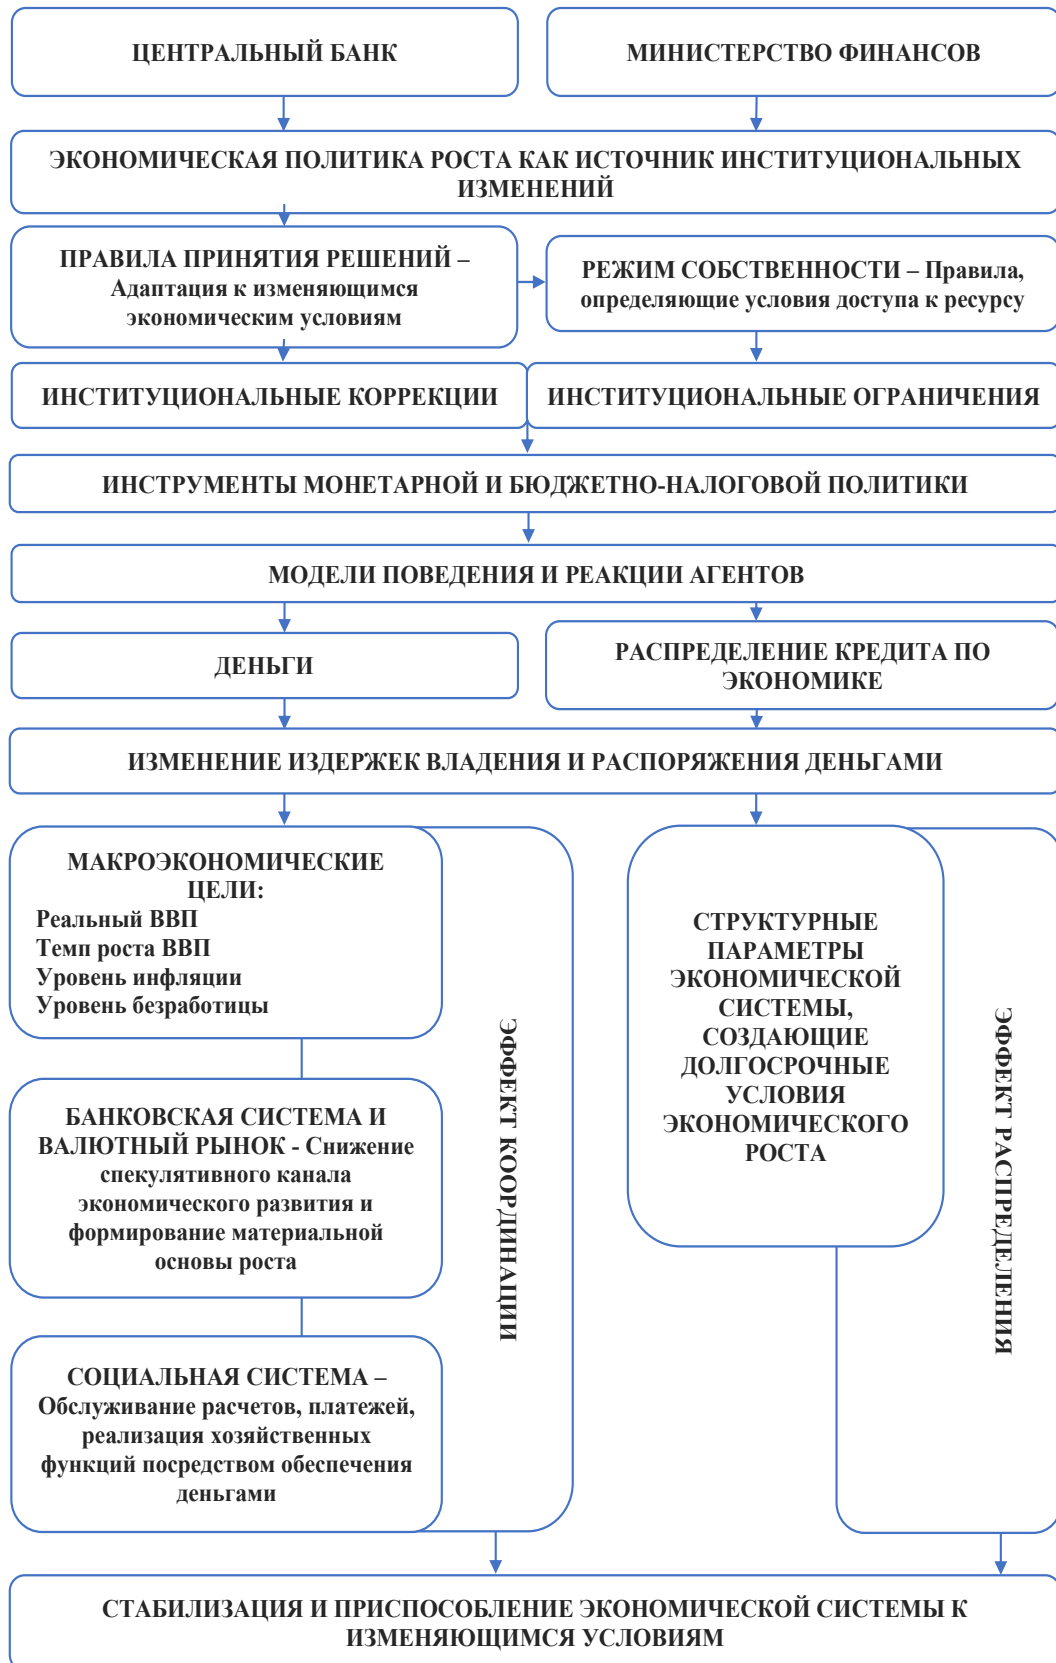 ЦЕНТРАЛЬНЫЙ БАНК
МИНИСТЕРСТВО ФИНАНСОВ
ЭКОНОМИЧЕСКАЯ ПОЛИТИКА РОСТА КАК ИСТОЧНИК ИНСТИТУЦИОНАЛЬНЫХ
ИЗМЕНЕНИЙ
ПРАВИЛА ПРИНЯТИЯ РЕШЕНИЙ –
Адаптация к изменяющимся
экономическим условиям
РЕЖИМ СОБСТВЕННОСТИ – Правила,
определяющие условия доступа к ресурсу
ИНСТИТУЦИОНАЛЬНЫЕ КОРРЕКЦИИ
ИНСТИТУЦИОНАЛЬНЫЕ ОГРАНИЧЕНИЯ
ИНСТРУМЕНТЫ МОНЕТАРНОЙ И БЮДЖЕТНО-НАЛОГОВОЙ ПОЛИТИКИ
МОДЕЛИ ПОВЕДЕНИЯ И РЕАКЦИИ АГЕНТОВ
ДЕНЬГИ
РАСПРЕДЕЛЕНИЕ КРЕДИТА ПО
ЭКОНОМИКЕ
ИЗМЕНЕНИЕ ИЗДЕРЖЕК ВЛАДЕНИЯ И РАСПОРЯЖЕНИЯ ДЕНЬГАМИ
МАКРОЭКОНОМИЧЕСКИЕ
ЦЕЛИ:
Реальный ВВП
Темп роста ВВП
Уровень инфляции
Уровень безработицы
БАНКОВСКАЯ СИСТЕМА И
ВАЛЮТНЫЙ РЫНОК - Снижение
спекулятивного канала
экономического развития и
формирование материальной
основы роста
СОЦИАЛЬНАЯ СИСТЕМА –
Обслуживание расчетов, платежей,
реализация хозяйственных
функций посредством обеспечения
деньгами
ЭФФЕКТ КООРДИНАЦИИ
СТРУКТУРНЫЕ
ПАРАМЕТРЫ
ЭКОНОМИЧЕСКОЙ
СИСТЕМЫ,
СОЗДАЮЩИЕ
ДОЛГОСРОЧНЫЕ
УСЛОВИЯ
ЭКОНОМИЧЕСКОГО
РОСТА
ЭФФЕКТ РАСПРЕДЕЛЕНИЯ
СТАБИЛИЗАЦИЯ И ПРИСПОСОБЛЕНИЕ ЭКОНОМИЧЕСКОЙ СИСТЕМЫ К
ИЗМЕНЯЮЩИМСЯ УСЛОВИЯМ